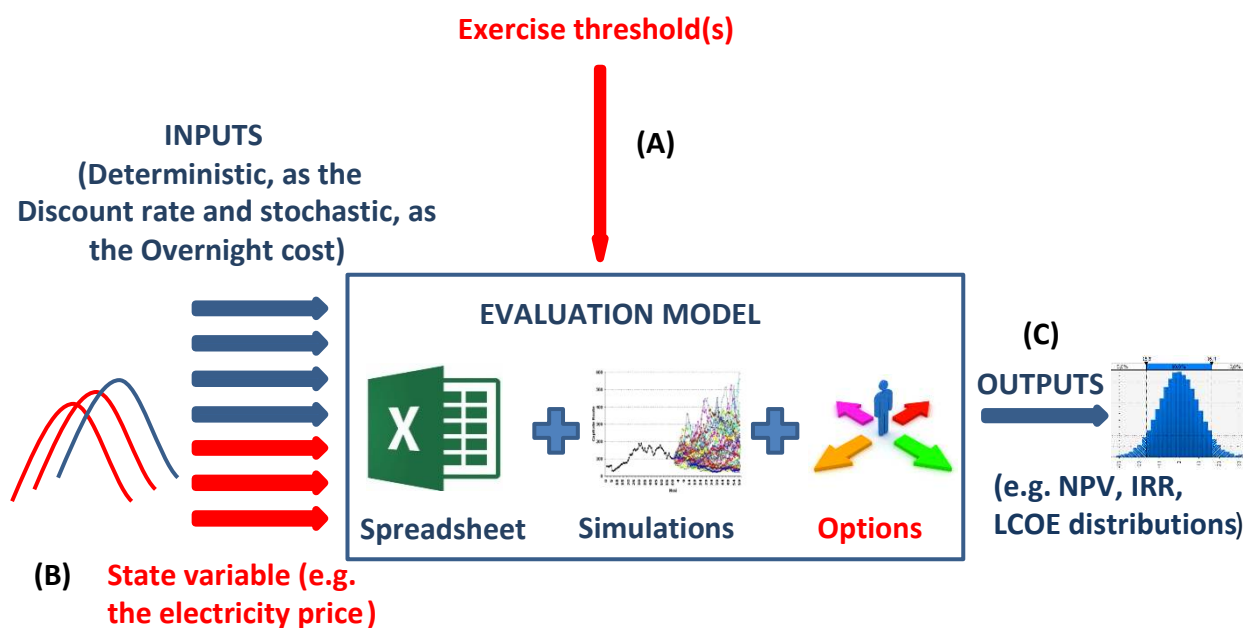 Exercise threshold(s)
(A)
INPUTS
(Deterministic, as the
Discount rate and stochastic, as
the Overnight cost)
EVALUATION MODEL
X
Spreadsheet
Simulations
Options
(C)
OUTPUTS
(e.g. NPV, IRR,
LCOE distributions)
(B) State variable (e.g.
the electricity price)